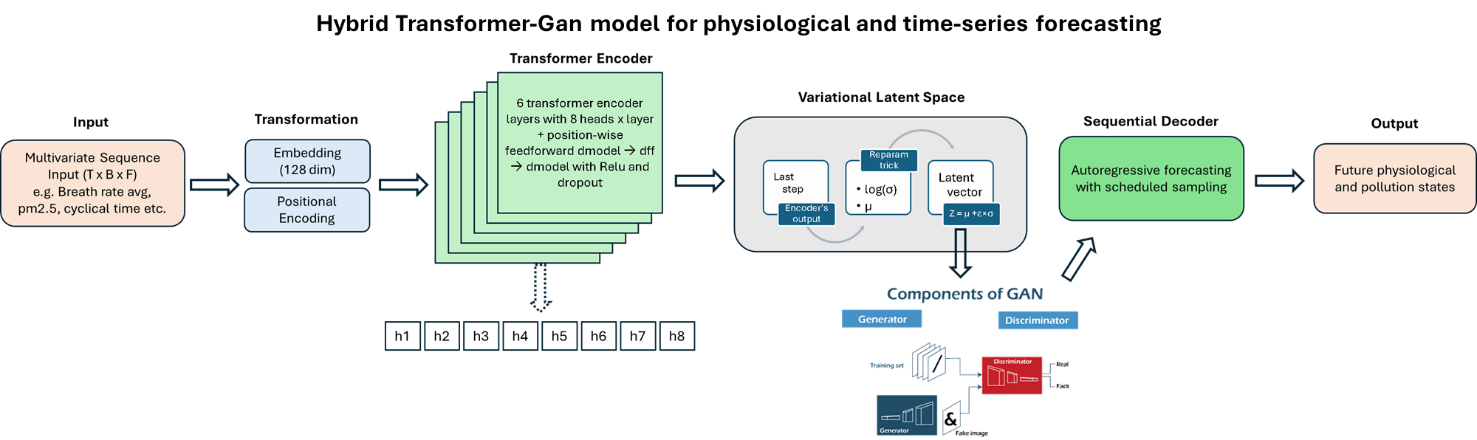 Hybrid Transformer-Gan model for physiological and time-series forecasting
Input
Multivariate Sequence
Input (T x B x F)
e.g. Breath rate avg,
pm2.5, cyclical time etc.
Transformation
Embedding
(128 dim)
Positional
Encoding
Transformer Encoder
6 transformer encoder
layers with 8 heads x layer
+ position-wise
feedforward dmodel → dff
→ dmodel with Relu and
dropout
h1 h2 h3 h4 h5 h6 h7 h8
Variational Latent Space
Last
step
Encoder's
output
Reparam
trick
• log(σ)
• μ
Latent
vector
Z = μ +ε×σ
Components of GAN
Generator
Discriminator
Training set
Discriminator
Real
Fack
Generator
&
Fake image
Sequential Decoder
Autoregressive forecasting
with scheduled sampling
Output
Future physiological
and pollution states